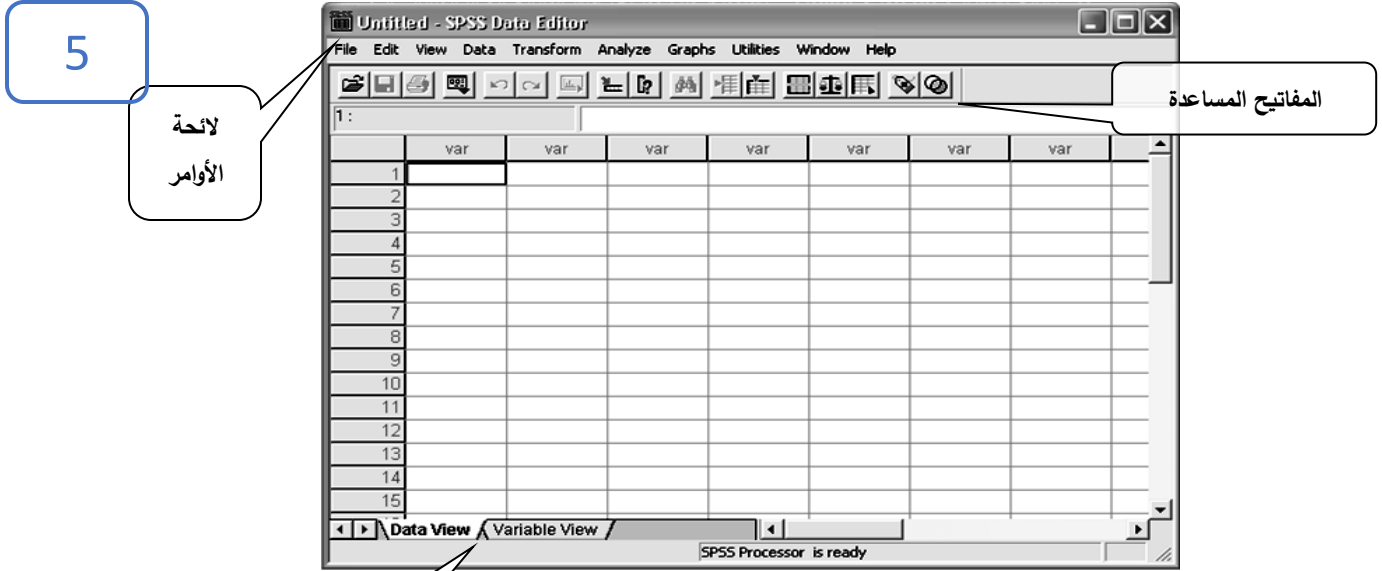 5
Untitled - SPSS Data Editor
File Edit View Data Transform Analyze Graphs Utilities Window Help
المفاتيح المساعدة
لائحة
الأوامر
1 :
var var var var var var var
1
2
3
4
5
6
7
8
9
10
11
12
13
14
15
Data View Variable View
SPSS Processor is ready